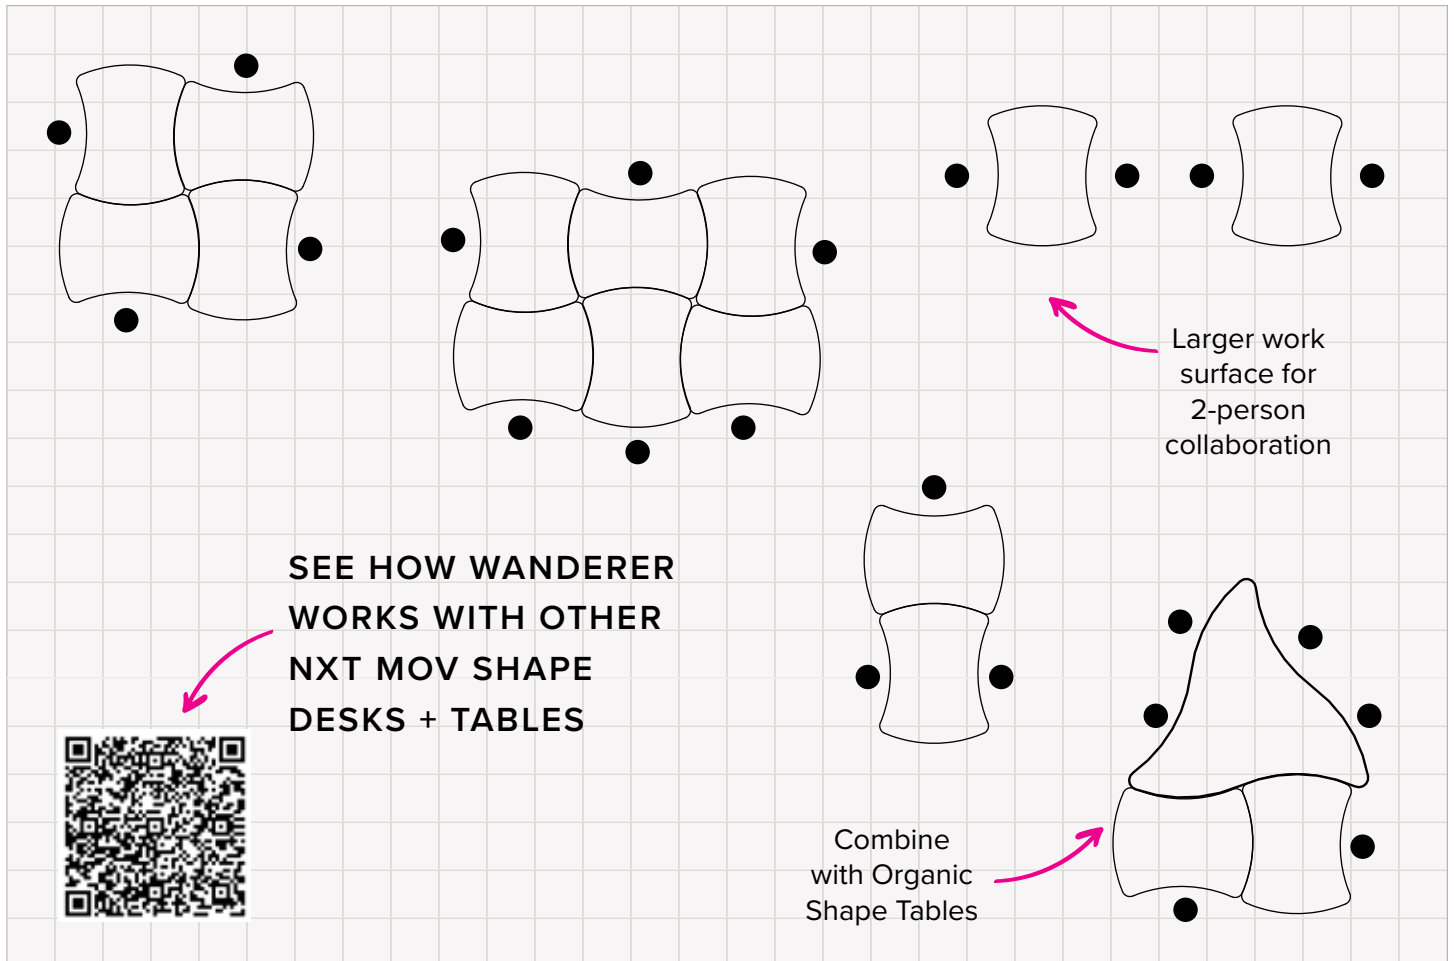 Larger work
surface for
2-person
collaboration
SEE HOW WANDERER
WORKS WITH OTHER
NXT MOV SHAPE
DESKS + TABLES
Combine
with Organic
Shape Tables